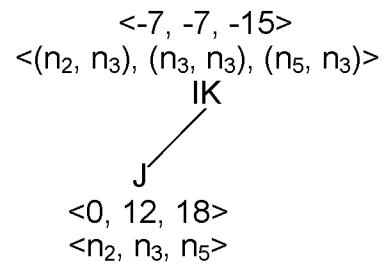 <-7, -7, -15>
<(n₂, n₃), (n₃, n₃), (n₅, n₃)>
IK
J
<0, 12, 18>
<n₂, n₃, n₅>